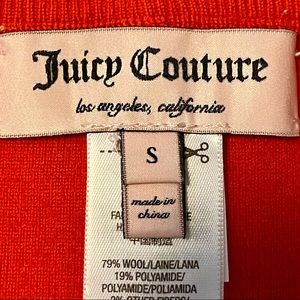 Juicy Couture
los angeles, california
S
made in
china
79% WOOL/LAINE/LANA
19% POLYAMIDE/
POLYAMIDE/POLIAMIDA